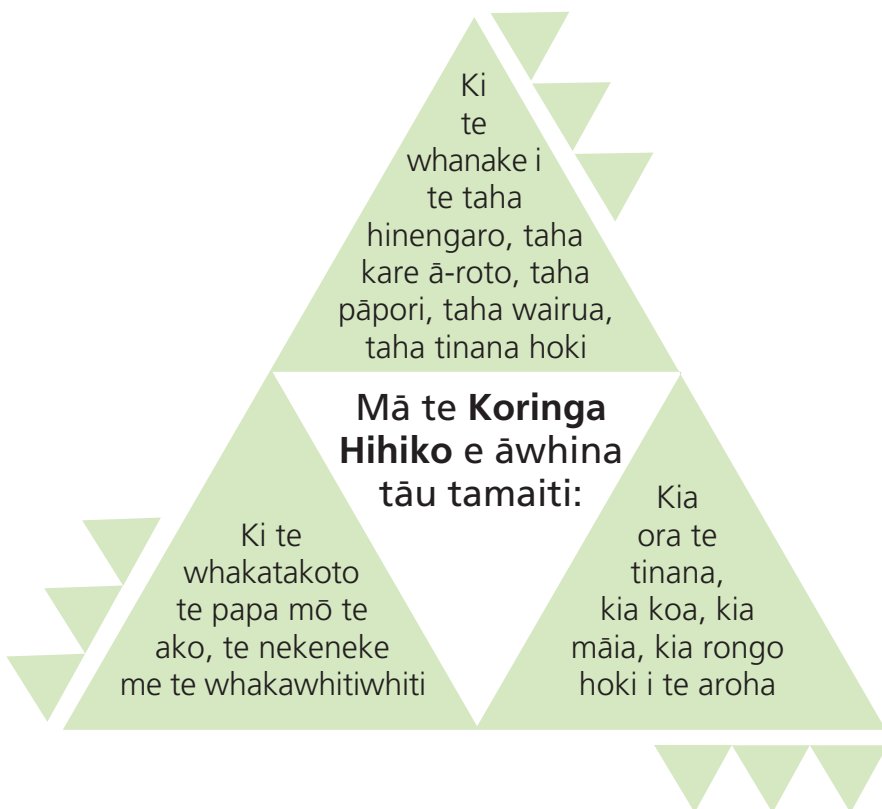 Ki
te
whanake i
te taha
hinengaro, taha
kare ā-roto, taha
pāpori, taha wairua,
taha tinana hoki
Mā te Koringa
Hihiko e āwhina
tāu tamaiti:
Ki te
whakatakoto
te papa mō te
ako, te nekeneke
me te whakawhitiwhiti
Kia
ora te
tinana,
kia koa, kia
māia, kia rongo
hoki i te aroha